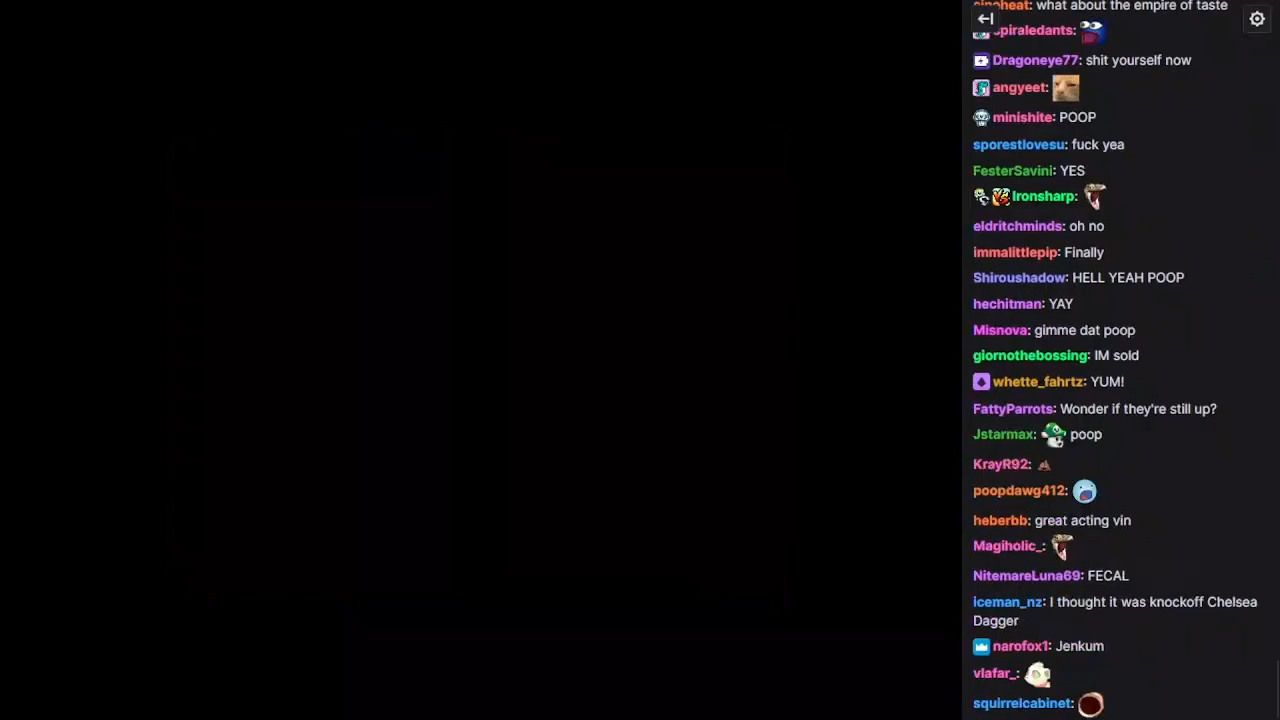 sinoheat: what about the empire of taste
spiraledants:
Dragoneye77: shit yourself now
angyeet:
minishite: POOP
sporestlovesu: fuck yea
FesterSavini: YES
Ironsharp:
eldritchminds: oh no
immalittlepip: Finally
Shiroushadow: HELL YEAH POOP
hechitman: YAY
Misnova: gimme dat poop
giornothebossing: IM sold
whette_fahrtz: YUM!
FattyParrots: Wonder if they're still up?
Jstarmax: poop
KrayR92:
poopdawg412:
heberbb: great acting vin
Magiholic_:
NitemareLuna69: FECAL
iceman_nz: I thought it was knockoff Chelsea
Dagger
narofox1: Jenkum
vlafar_:
squirrelcabinet: